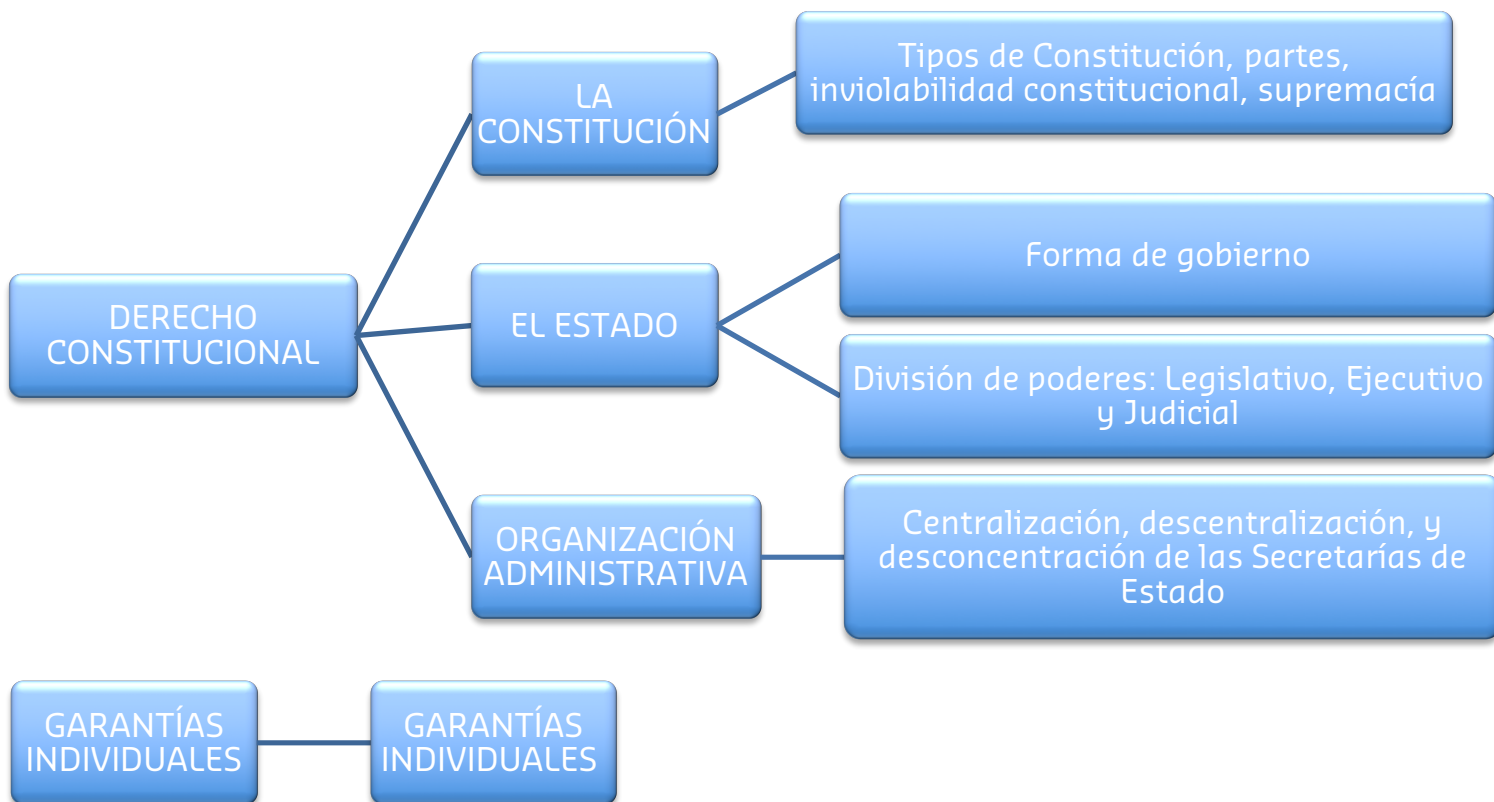 DERECHO
CONSTITUCIONAL
LA
CONSTITUCIÓN
Tipos de Constitución, partes,
inviolabilidad constitucional, supremacía
EL ESTADO
Forma de gobierno
División de poderes: Legislativo, Ejecutivo
y Judicial
ORGANIZACIÓN
ADMINISTRATIVA
Centralización, descentralización, y
desconcentración de las Secretarías de
Estado
GARANTÍAS
INDIVIDUALES
GARANTÍAS
INDIVIDUALES